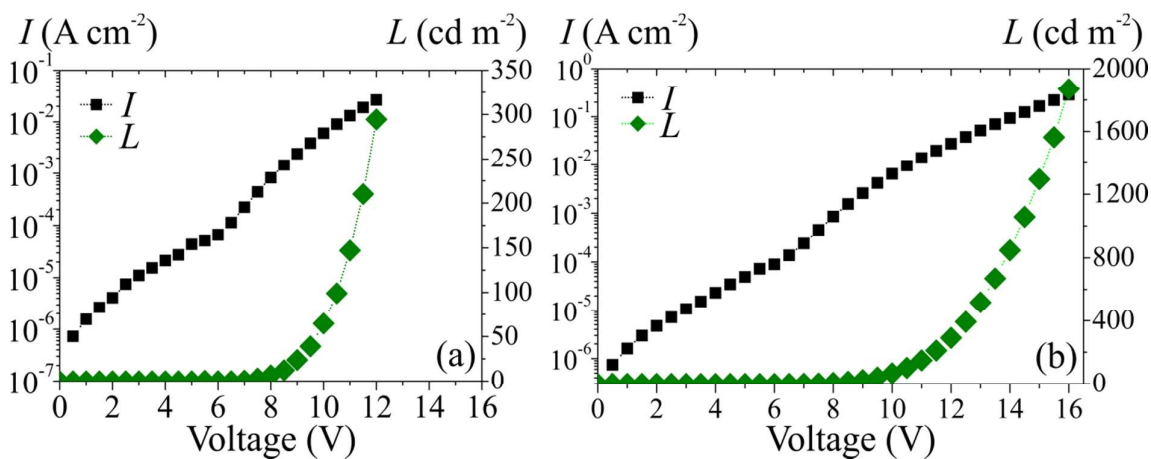 I (A cm⁻²) L (cd m⁻²)
10⁻¹ 350
10⁻² 300
10⁻³ 250
10⁻⁴ 200
10⁻⁵ 150
10⁻⁶ 100
10⁻⁷ 50
0
I
L
(a)
0 2 4 6 8 10 12 14 16
Voltage (V)
I (A cm⁻²) L (cd m⁻²)
10⁰ 2000
10⁻¹ 1600
10⁻² 1200
10⁻³ 800
10⁻⁴ 400
10⁻⁵ 0
10⁻⁶
I
L
(b)
0 2 4 6 8 10 12 14 16
Voltage (V)